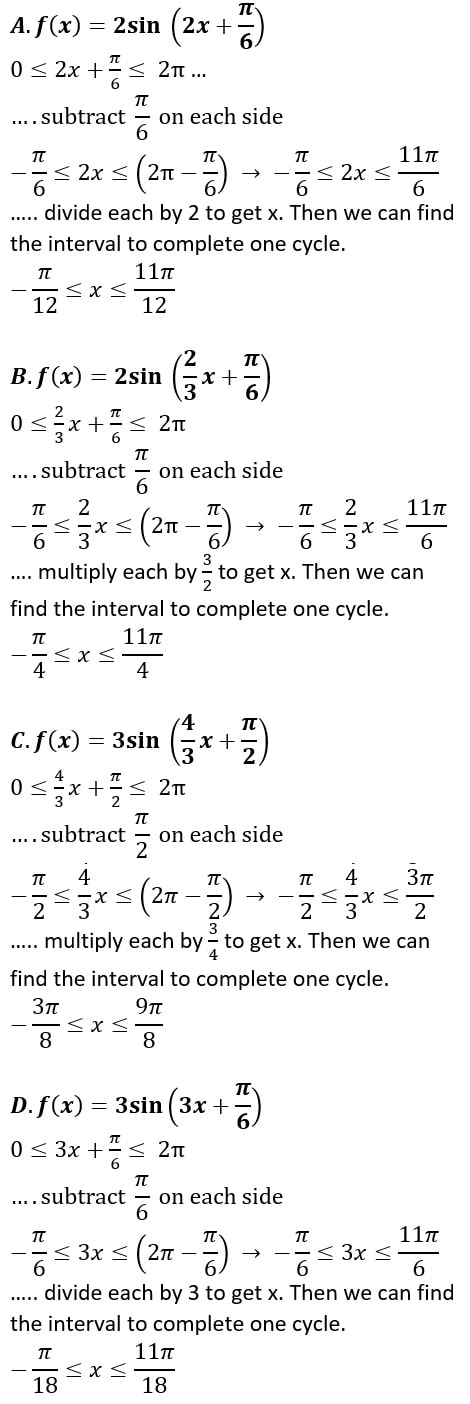 A. f(x) = 2sin (2x + π/6)
0 ≤ 2x + π/6 ≤ 2π ...
....subtract π/6 on each side
−π/6 ≤ 2x ≤ (2π − π/6) → −π/6 ≤ 2x ≤ 11π/6
..... divide each by 2 to get x. Then we can find
the interval to complete one cycle.
−π/12 ≤ x ≤ 11π/12
B. f(x) = 2sin (2/3 x + π/6)
0 ≤ 2/3 x + π/6 ≤ 2π
....subtract π/6 on each side
−π/6 ≤ 2/3 x ≤ (2π − π/6) → −π/6 ≤ 2/3 x ≤ 11π/6
.... multiply each by 3/2 to get x. Then we can
find the interval to complete one cycle.
−π/4 ≤ x ≤ 11π/4
C. f(x) = 3sin (4/3 x + π/2)
0 ≤ 4/3 x + π/2 ≤ 2π
....subtract π/2 on each side
−π/2 ≤ 4/3 x ≤ (2π − π/2) → −π/2 ≤ 4/3 x ≤ 3π/2
..... multiply each by 3/4 to get x. Then we can
find the interval to complete one cycle.
−3π/8 ≤ x ≤ 9π/8
D. f(x) = 3sin (3x + π/6)
0 ≤ 3x + π/6 ≤ 2π
....subtract π/6 on each side
−π/6 ≤ 3x ≤ (2π − π/6) → −π/6 ≤ 3x ≤ 11π/6
..... divide each by 3 to get x. Then we can find
the interval to complete one cycle.
−π/18 ≤ x ≤ 11π/18